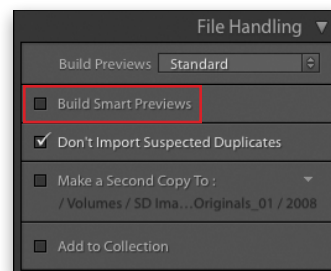 File Handling
Build Previews Standard
Build Smart Previews
Don't Import Suspected Duplicates
Make a Second Copy To :
/ Volumes / SD Ima...Originals_01 / 2008
Add to Collection